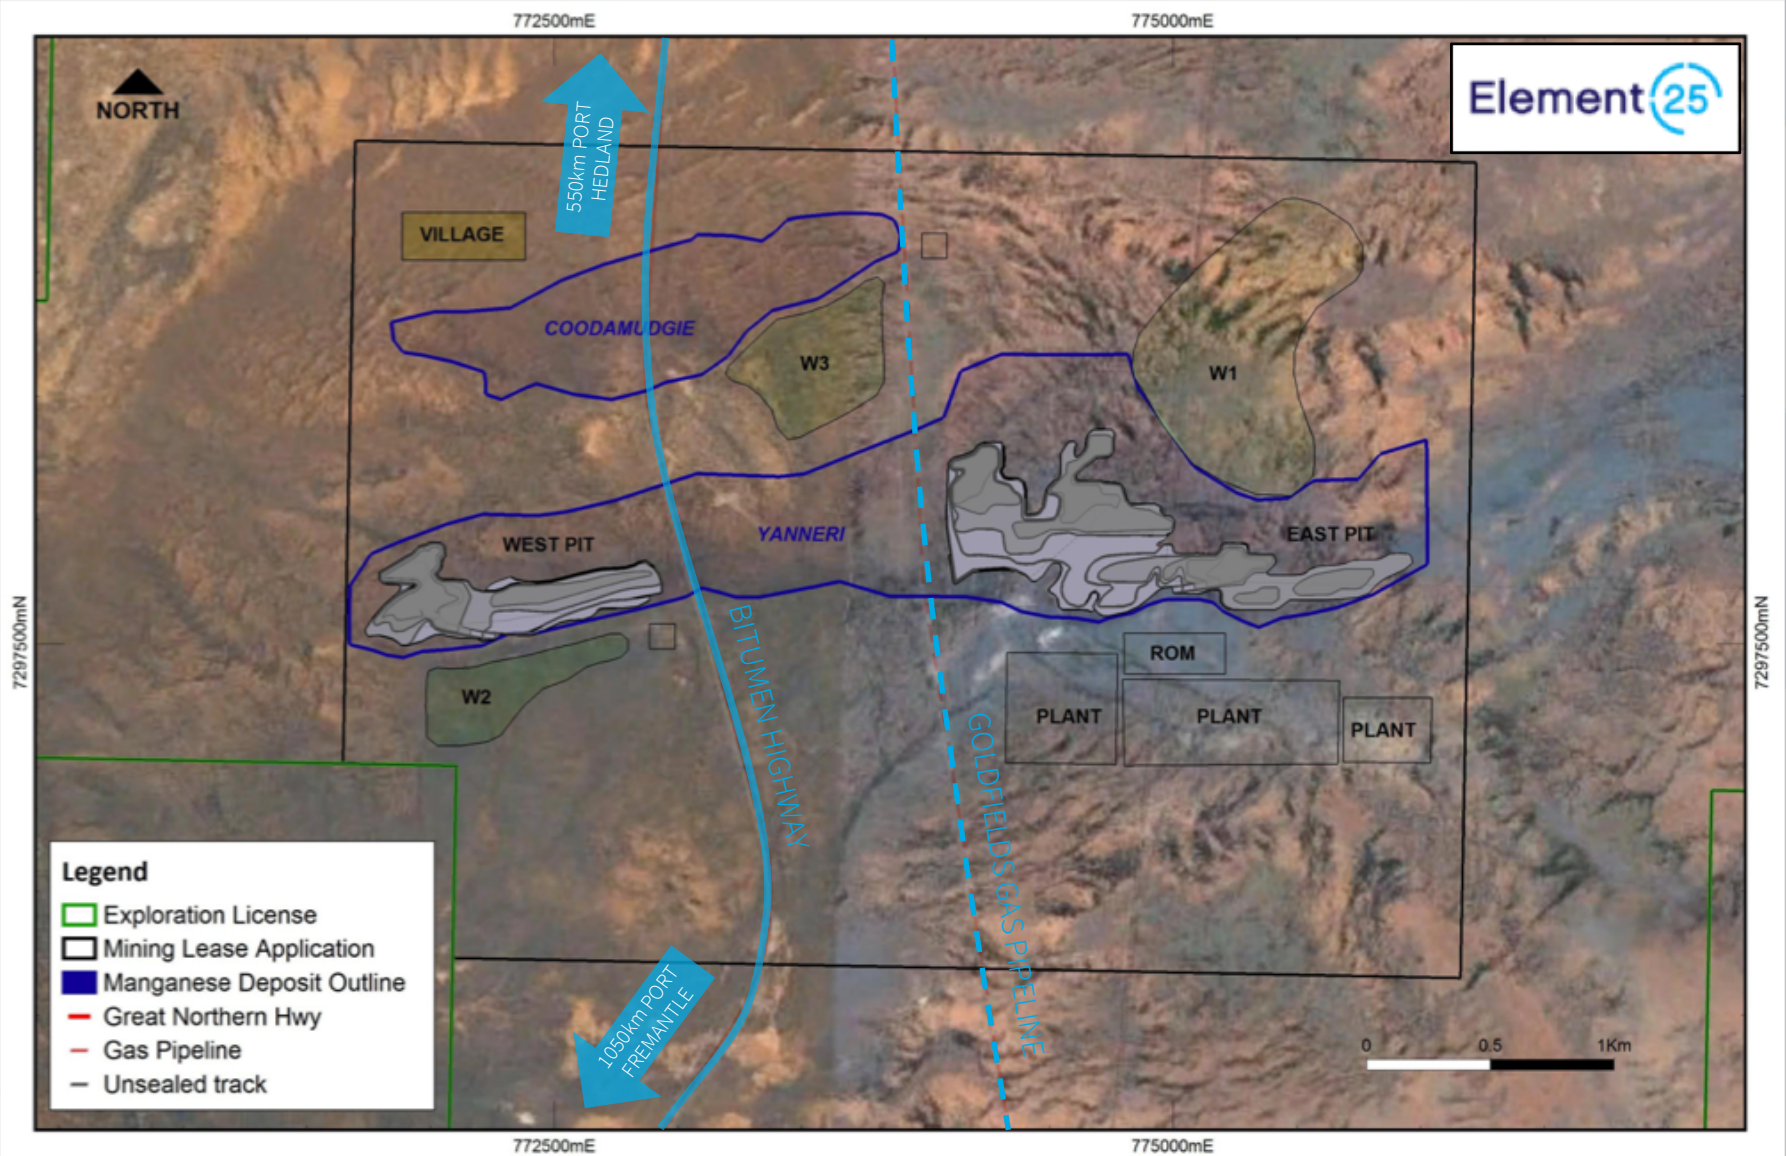 772500mE
775000mE
NORTH
Element 25
550km PORT
HEDLAND
VILLAGE
COODAMUDGIE
W3
W1
WEST PIT
YANNERI
EAST PIT
7297500mN
7297500mN
BITUMEN HIGHWAY
ROM
W2
PLANT
PLANT
PLANT
GOLDFIELDS GAS PIPELINE
Legend
Exploration License
Mining Lease Application
Manganese Deposit Outline
Great Northern Hwy
Gas Pipeline
Unsealed track
1050km PORT
FREMANTLE
0 0.5 1Km
772500mE
775000mE